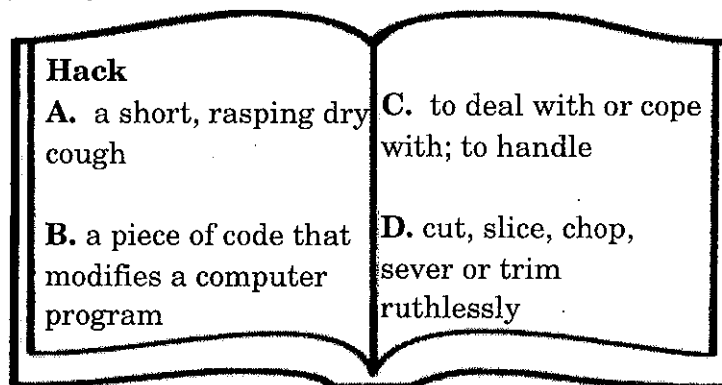 Hack
A. a short, rasping dry
cough
B. a piece of code that
modifies a computer
program
C. to deal with or cope
with; to handle
D. cut, slice, chop,
sever or trim
ruthlessly